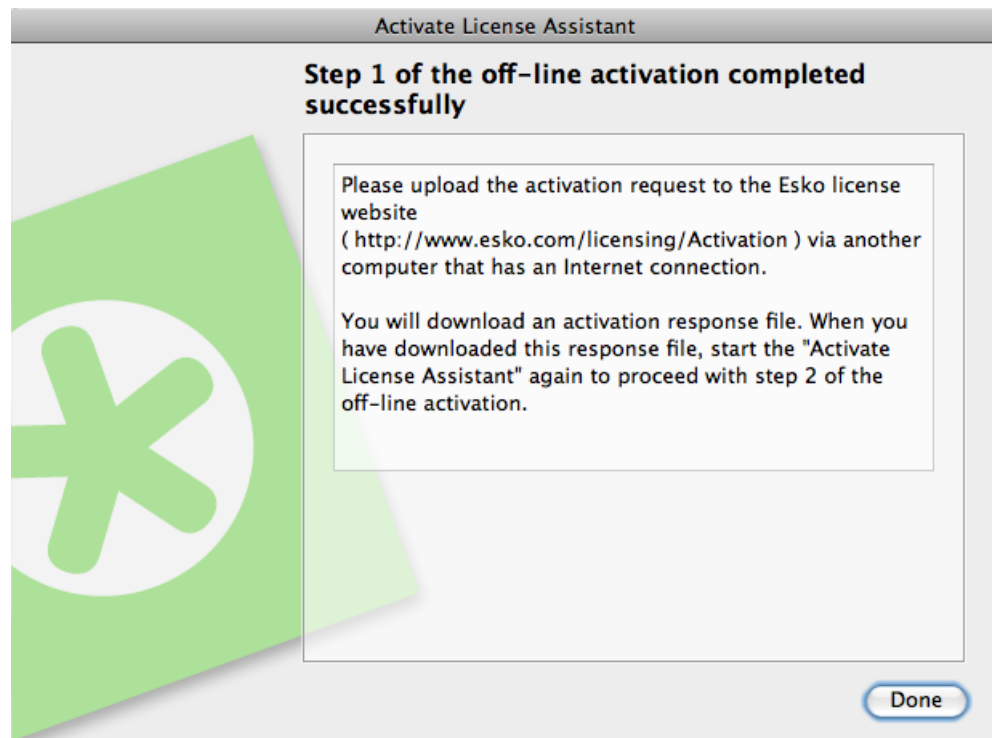 Activate License Assistant
Step 1 of the off-line activation completed
successfully
Please upload the activation request to the Esko license
website
( http://www.esko.com/licensing/Activation ) via another
computer that has an Internet connection.
You will download an activation response file. When you
have downloaded this response file, start the "Activate
License Assistant" again to proceed with step 2 of the
off-line activation.
Done